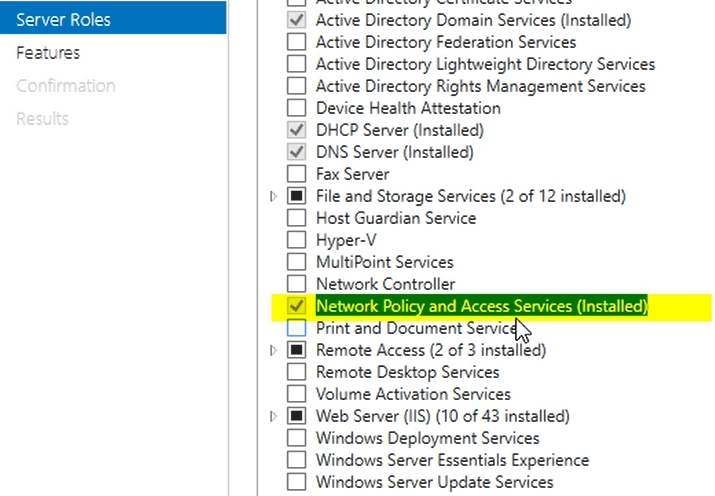 Server Roles
Features
Confirmation
Results
Active Directory Certificate Services
Active Directory Domain Services (Installed)
Active Directory Federation Services
Active Directory Lightweight Directory Services
Active Directory Rights Management Services
Device Health Attestation
DHCP Server (Installed)
DNS Server (Installed)
Fax Server
File and Storage Services (2 of 12 installed)
Host Guardian Service
Hyper-V
MultiPoint Services
Network Controller
Network Policy and Access Services (Installed)
Print and Document Services
Remote Access (2 of 3 installed)
Remote Desktop Services
Volume Activation Services
Web Server (IIS) (10 of 43 installed)
Windows Deployment Services
Windows Server Essentials Experience
Windows Server Update Services